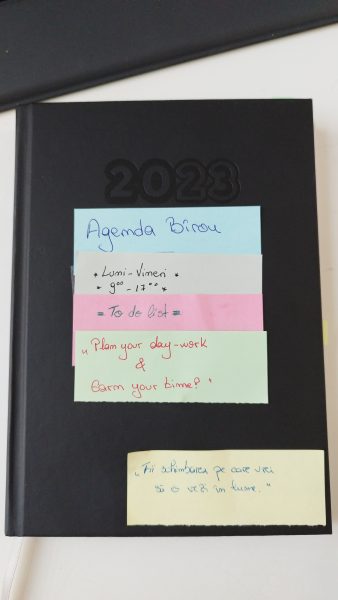 2023
Agenda Birou
* Luni - Vineri *
* 9⁰⁰ - 17⁰⁰ *
= To do list =
„Plan your day-work
&
Earn your time!"
„Fii schimbarea pe care vrei
să o vezi în lume."